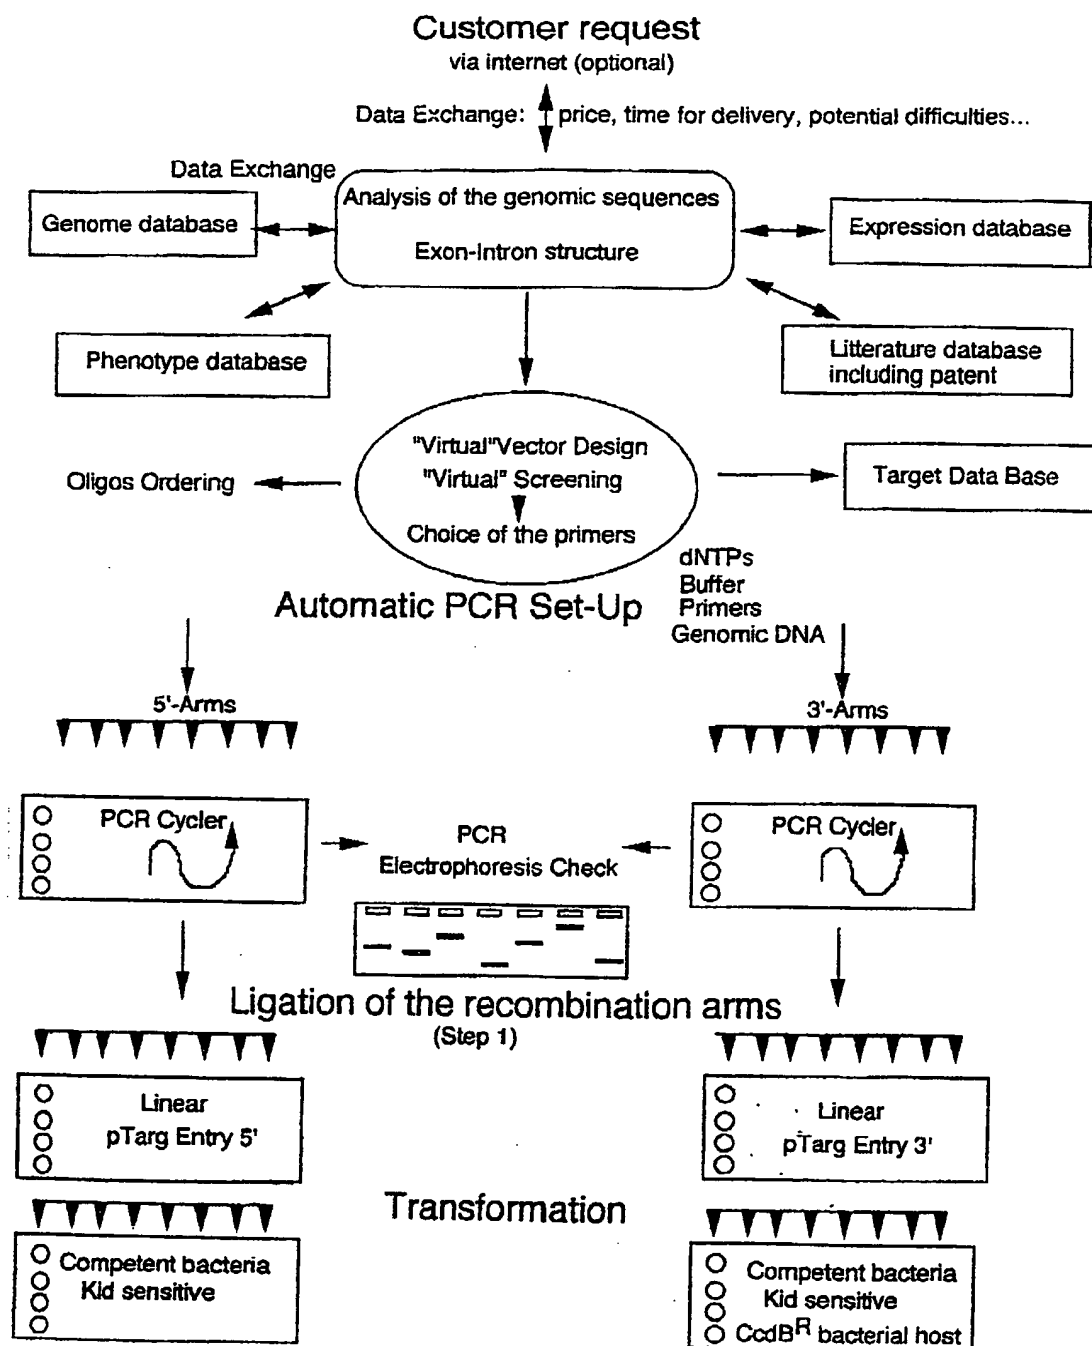 Customer request
via internet (optional)
Data Exchange: price, time for delivery, potential difficulties...
Data Exchange
Analysis of the genomic sequences
Exon-Intron structure
Genome database
Expression database
Phenotype database
Litterature database
including patent
"Virtual"Vector Design
"Virtual" Screening
Choice of the primers
Oligos Ordering
Target Data Base
dNTPs
Buffer
Primers
Genomic DNA
Automatic PCR Set-Up
5'-Arms
3'-Arms
PCR Cycler
PCR
Electrophoresis Check
PCR Cycler
Ligation of the recombination arms
(Step 1)
Linear
pTarg Entry 5'
Linear
pTarg Entry 3'
Transformation
Competent bacteria
Kid sensitive
Competent bacteria
Kid sensitive
CcdBR bacterial host